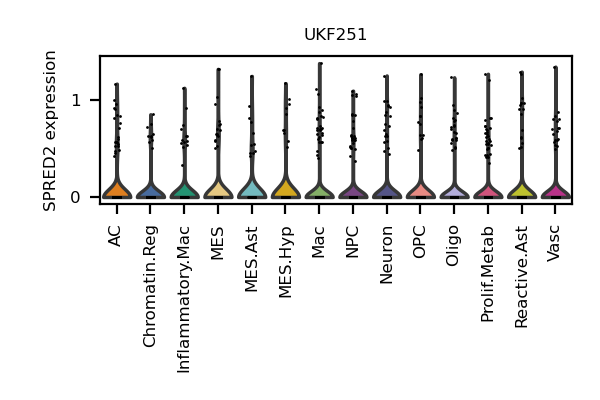 UKF251
SPRED2 expression
1
0
AC
Chromatin.Reg
Inflammatory.Mac
MES
MES.Ast
MES.Hyp
Mac
NPC
Neuron
OPC
Oligo
Prolif.Metab
Reactive.Ast
Vasc